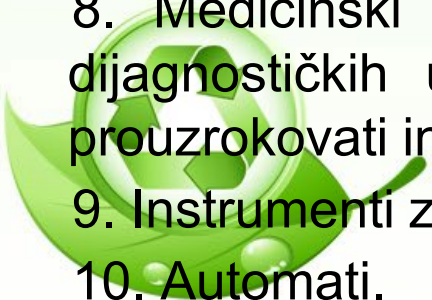 8. Medicinski
dijagnostičkih
prouzrokovati
9. Instrumenti
10. Automati.